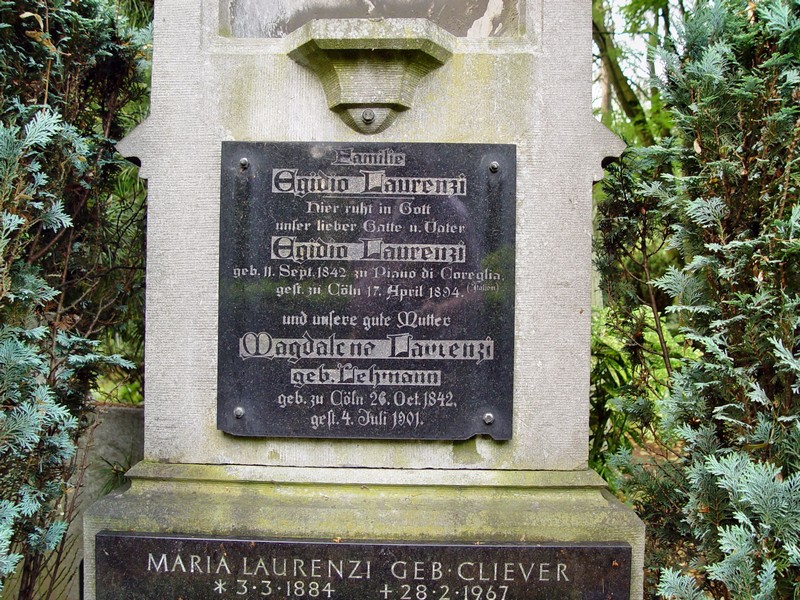 Familie
Egidio Laurenzi
Hier ruht in Gott
unser lieber Gatte u. Vater
Egidio Laurenzi
geb. 11. Sept. 1842 zu Piano di Coreglia,
gest. zu Cöln 17. April 1894. (Italien)
und unsere gute Mutter
Magdalena Laurenzi
geb. Lehmann
geb. zu Cöln 26. Oct. 1842,
gest. 4. Juli 1901.
MARIA LAURENZI GEB·CLIEVER
*3·3·1884 +28·2·1967